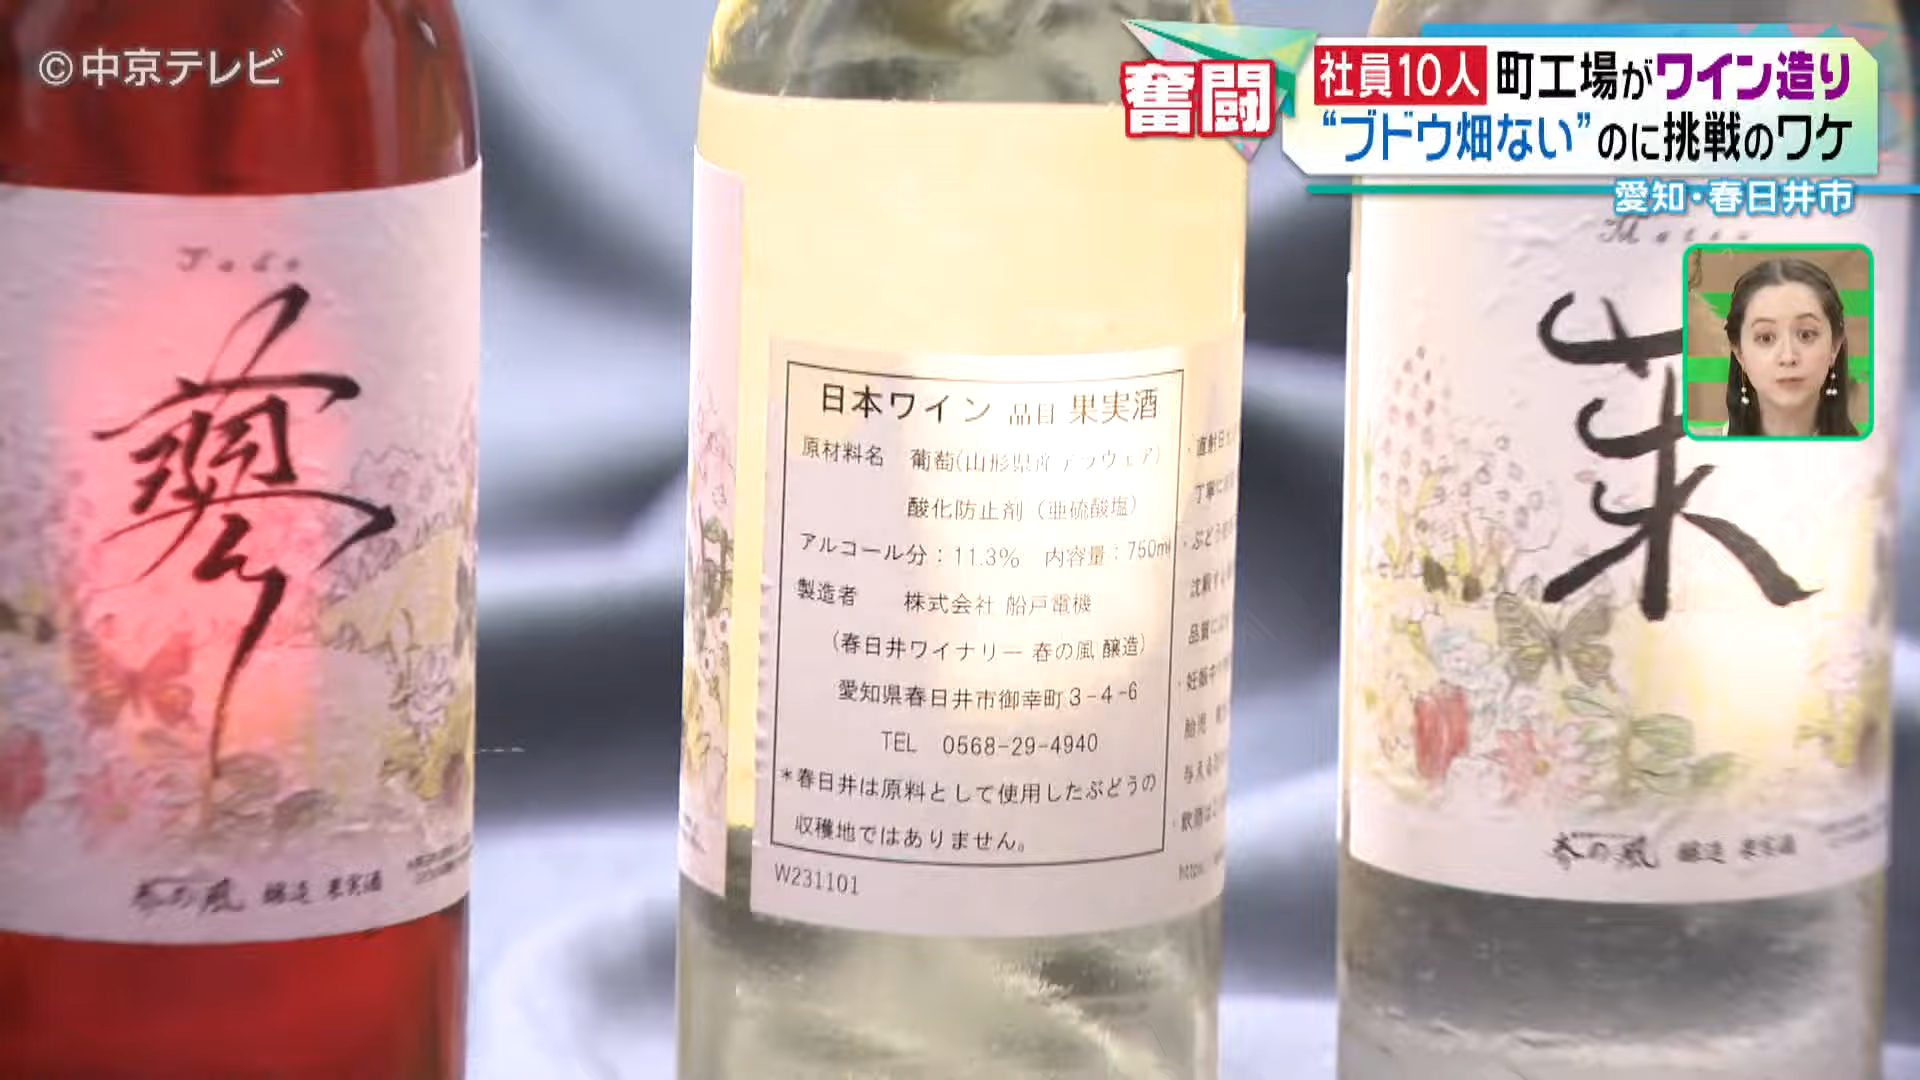 ©中京テレビ
奮闘
社員10人 町工場がワイン造り
“ブドウ畑ない”のに挑戦のワケ
愛知・春日井市
日本ワイン 品目 果実酒
原材料名 葡萄(山形県産デラウェア)
酸化防止剤(亜硫酸塩)
アルコール分:11.3% 内容量:750ml
製造者 株式会社 船戸電機
(春日井ワイナリー 春の風 醸造)
愛知県春日井市御幸町3-4-6
TEL 0568-29-4940
*春日井は原料として使用したぶどうの
収穫地ではありません。
W231101
春の風 醸造 果実酒
茉
春の風 醸造 果実酒